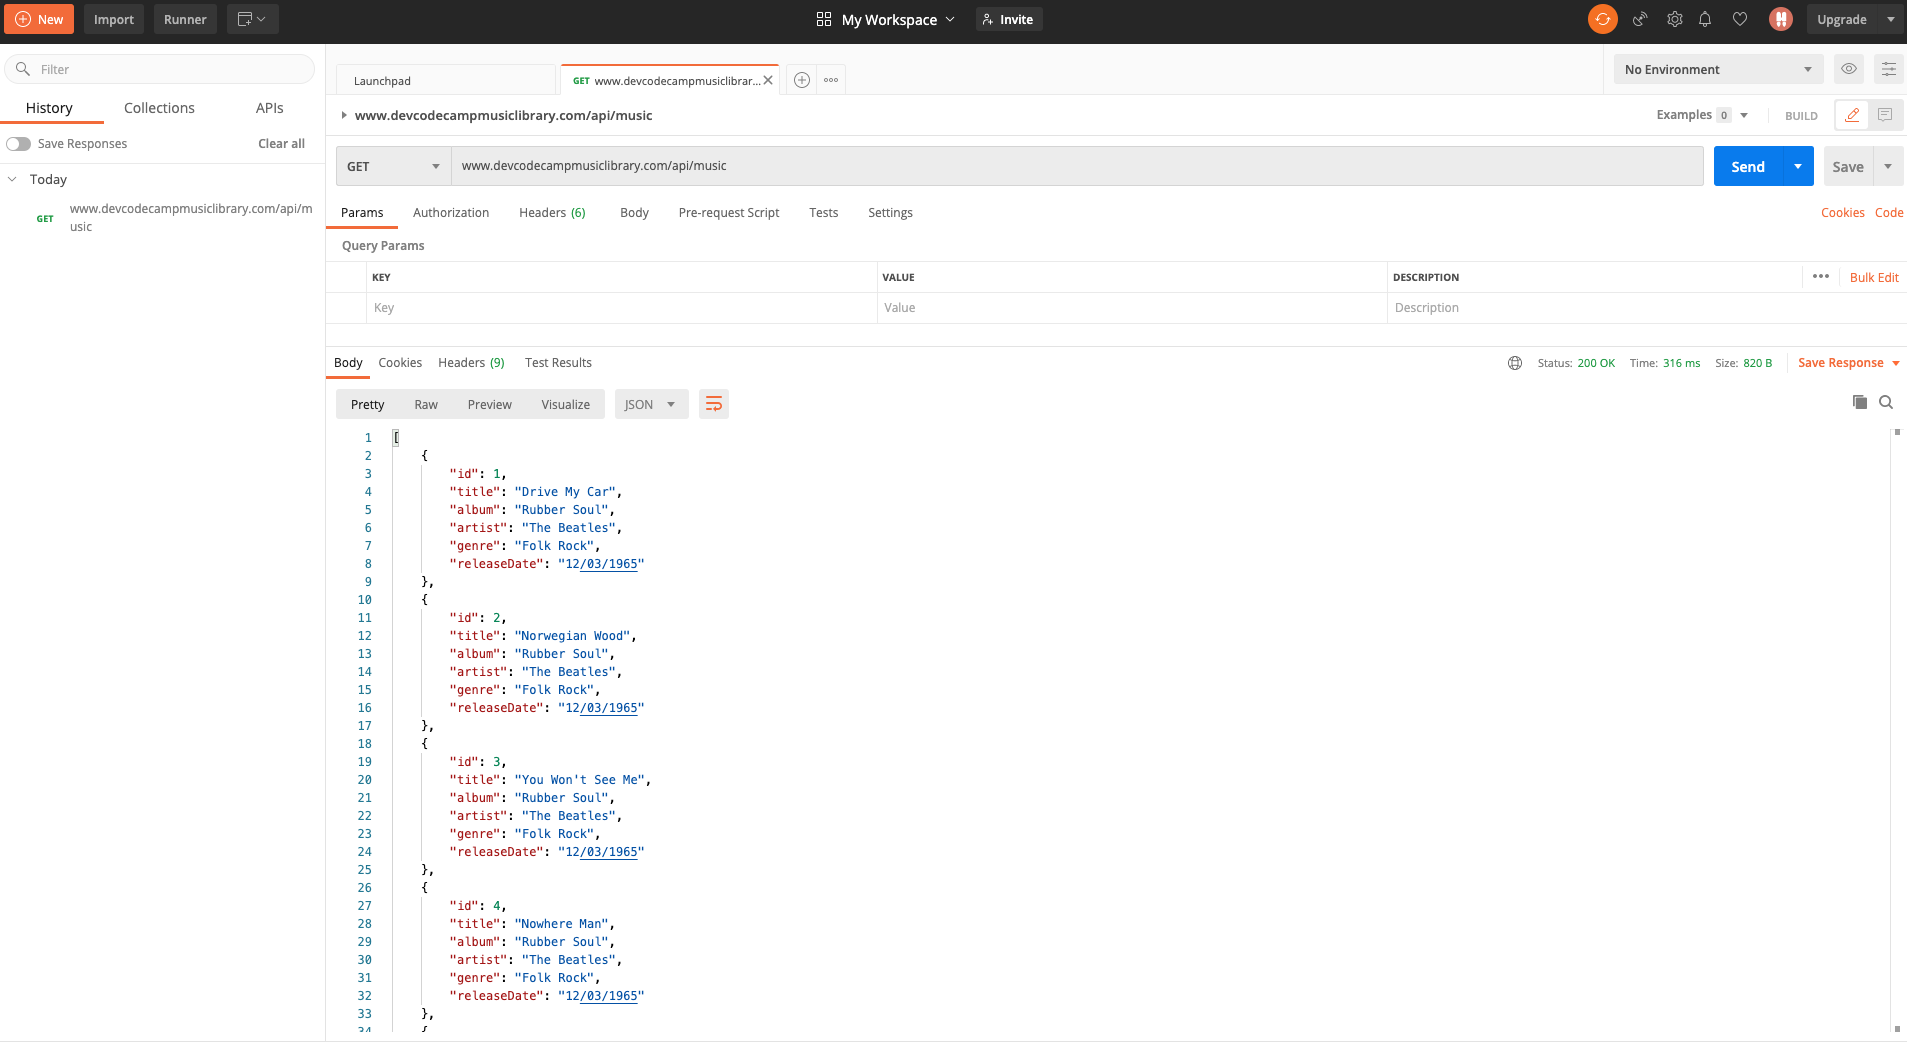 New
Import
Runner
My Workspace
Invite
Upgrade
Filter
History
Collections
APIs
Save Responses
Clear all
Today
GET
www.devcodecampmusiclibrary.com/api/m
usic
Launchpad
GET www.devcodecampmusiclibrar...
No Environment
www.devcodecampmusiclibrary.com/api/music
Examples 0
BUILD
GET
www.devcodecampmusiclibrary.com/api/music
Send
Save
Params
Authorization
Headers (6)
Body
Pre-request Script
Tests
Settings
Cookies
Code
Query Params
KEY
VALUE
DESCRIPTION
Bulk Edit
Key
Value
Description
Body
Cookies
Headers (9)
Test Results
Status: 200 OK
Time: 316 ms
Size: 820 B
Save Response
Pretty
Raw
Preview
Visualize
JSON
1 [
2 {
3 "id": 1,
4 "title": "Drive My Car",
5 "album": "Rubber Soul",
6 "artist": "The Beatles",
7 "genre": "Folk Rock",
8 "releaseDate": "12/03/1965"
9 },
10 {
11 "id": 2,
12 "title": "Norwegian Wood",
13 "album": "Rubber Soul",
14 "artist": "The Beatles",
15 "genre": "Folk Rock",
16 "releaseDate": "12/03/1965"
17 },
18 {
19 "id": 3,
20 "title": "You Won't See Me",
21 "album": "Rubber Soul",
22 "artist": "The Beatles",
23 "genre": "Folk Rock",
24 "releaseDate": "12/03/1965"
25 },
26 {
27 "id": 4,
28 "title": "Nowhere Man",
29 "album": "Rubber Soul",
30 "artist": "The Beatles",
31 "genre": "Folk Rock",
32 "releaseDate": "12/03/1965"
33 },
34 {